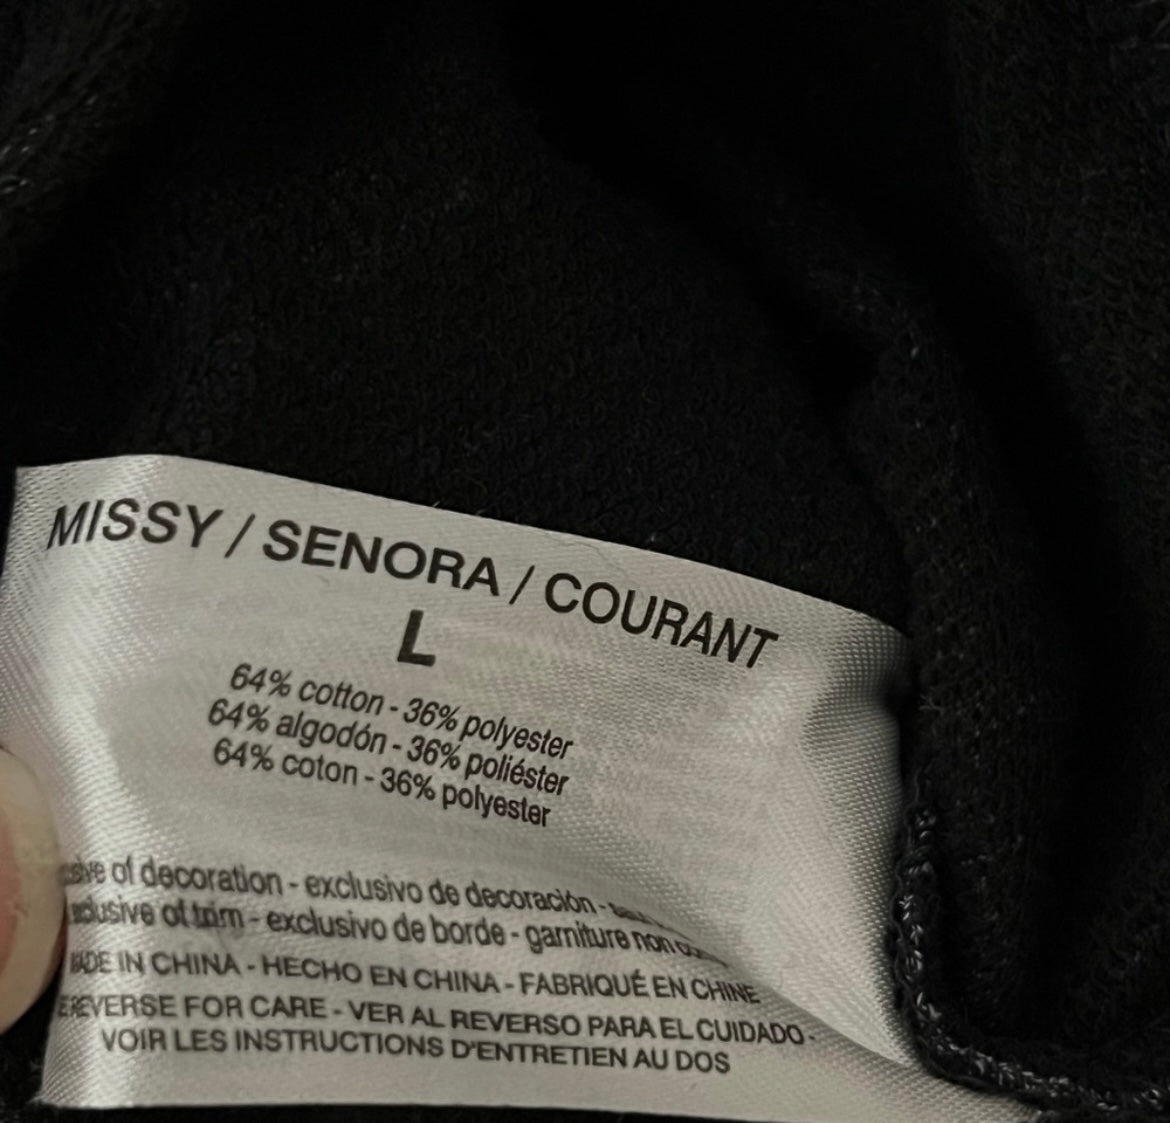 MISSY / SENORA / COURANT
L
64% cotton - 36% polyester
64% algodón - 36% poliéster
64% coton - 36% polyester
of decoration - exclusivo de decoración -
of trim - exclusivo de borde - garniture non
IN CHINA - HECHO EN CHINA - FABRIQUÉ EN CHINE
REVERSE FOR CARE - VER AL REVERSO PARA EL CUIDADO -
VOIR LES INSTRUCTIONS D'ENTRETIEN AU DOS